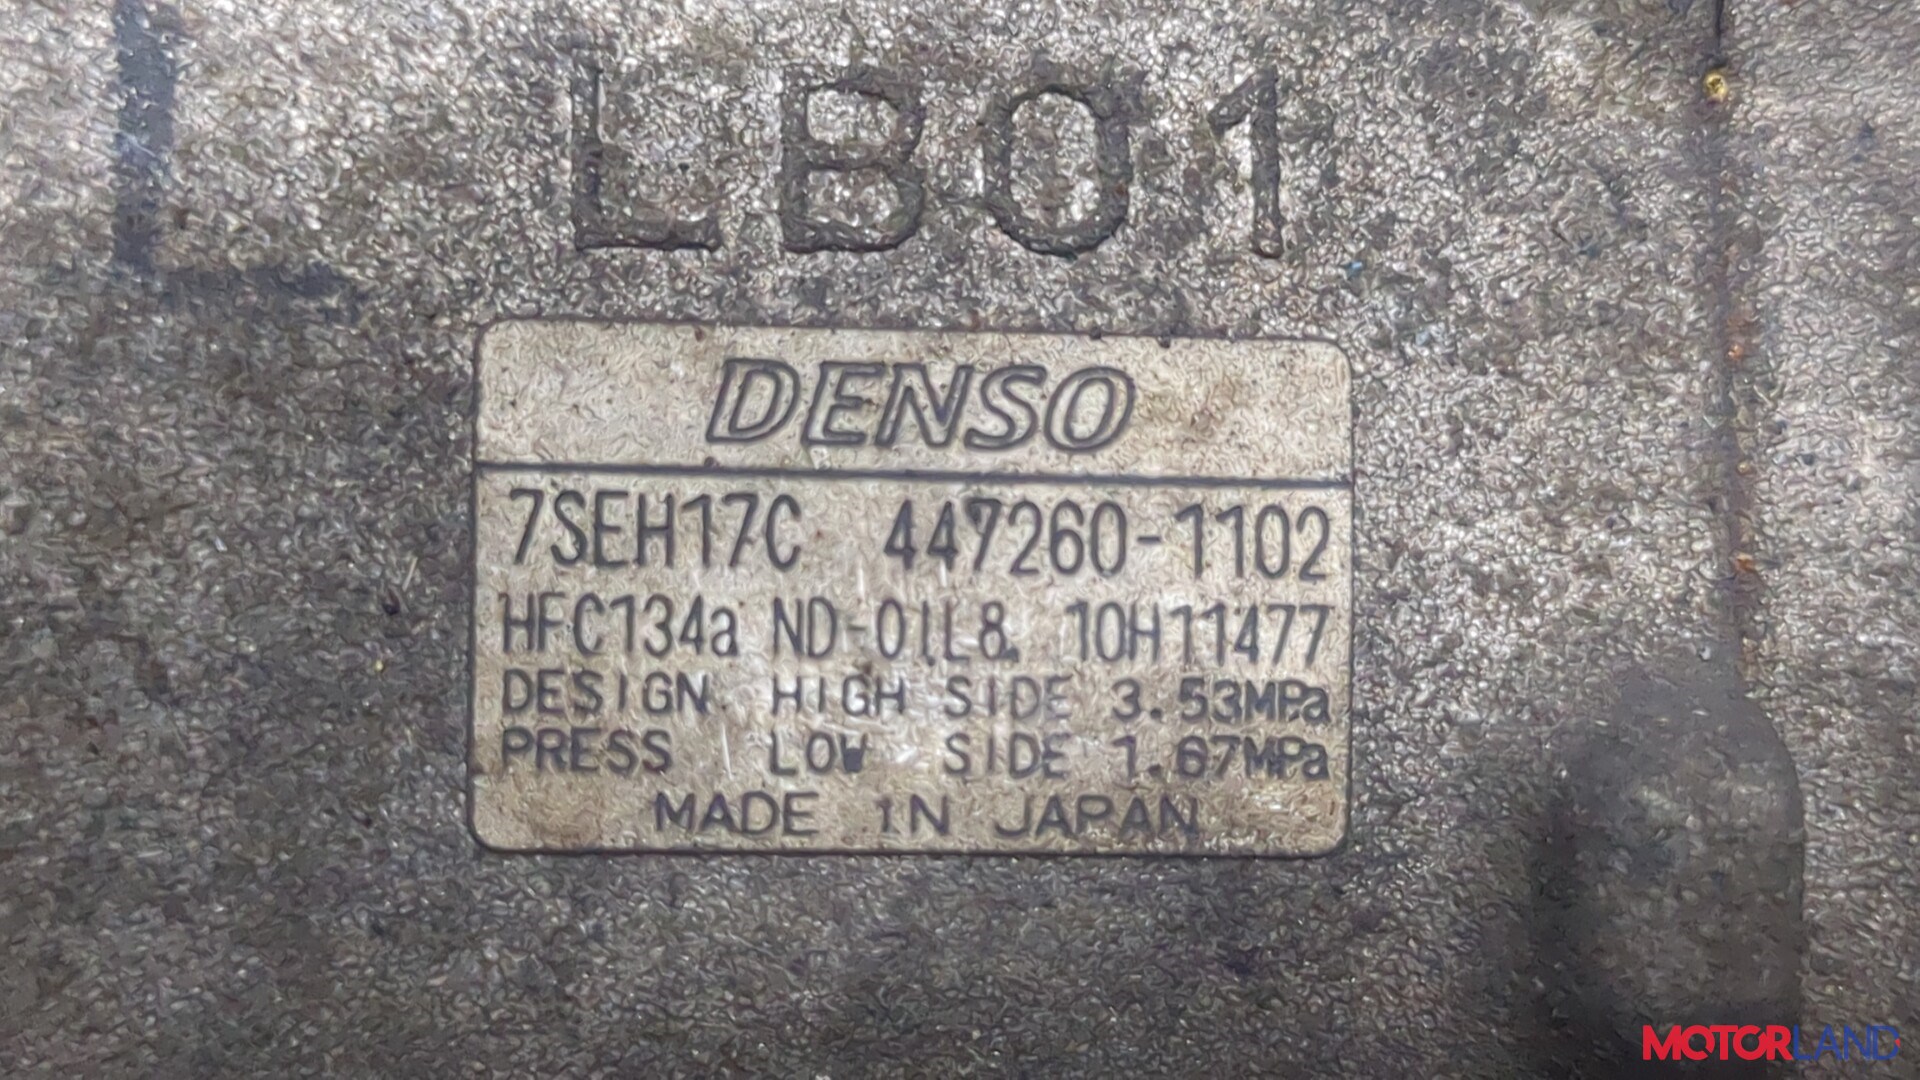 LB01
DENSO
7SEH17C 447260-1102
HFC134a ND-OIL8 10H11477
DESIGN HIGH SIDE 3.53MPa
PRESS LOW SIDE 1.67MPa
MADE IN JAPAN
MOTORLAND